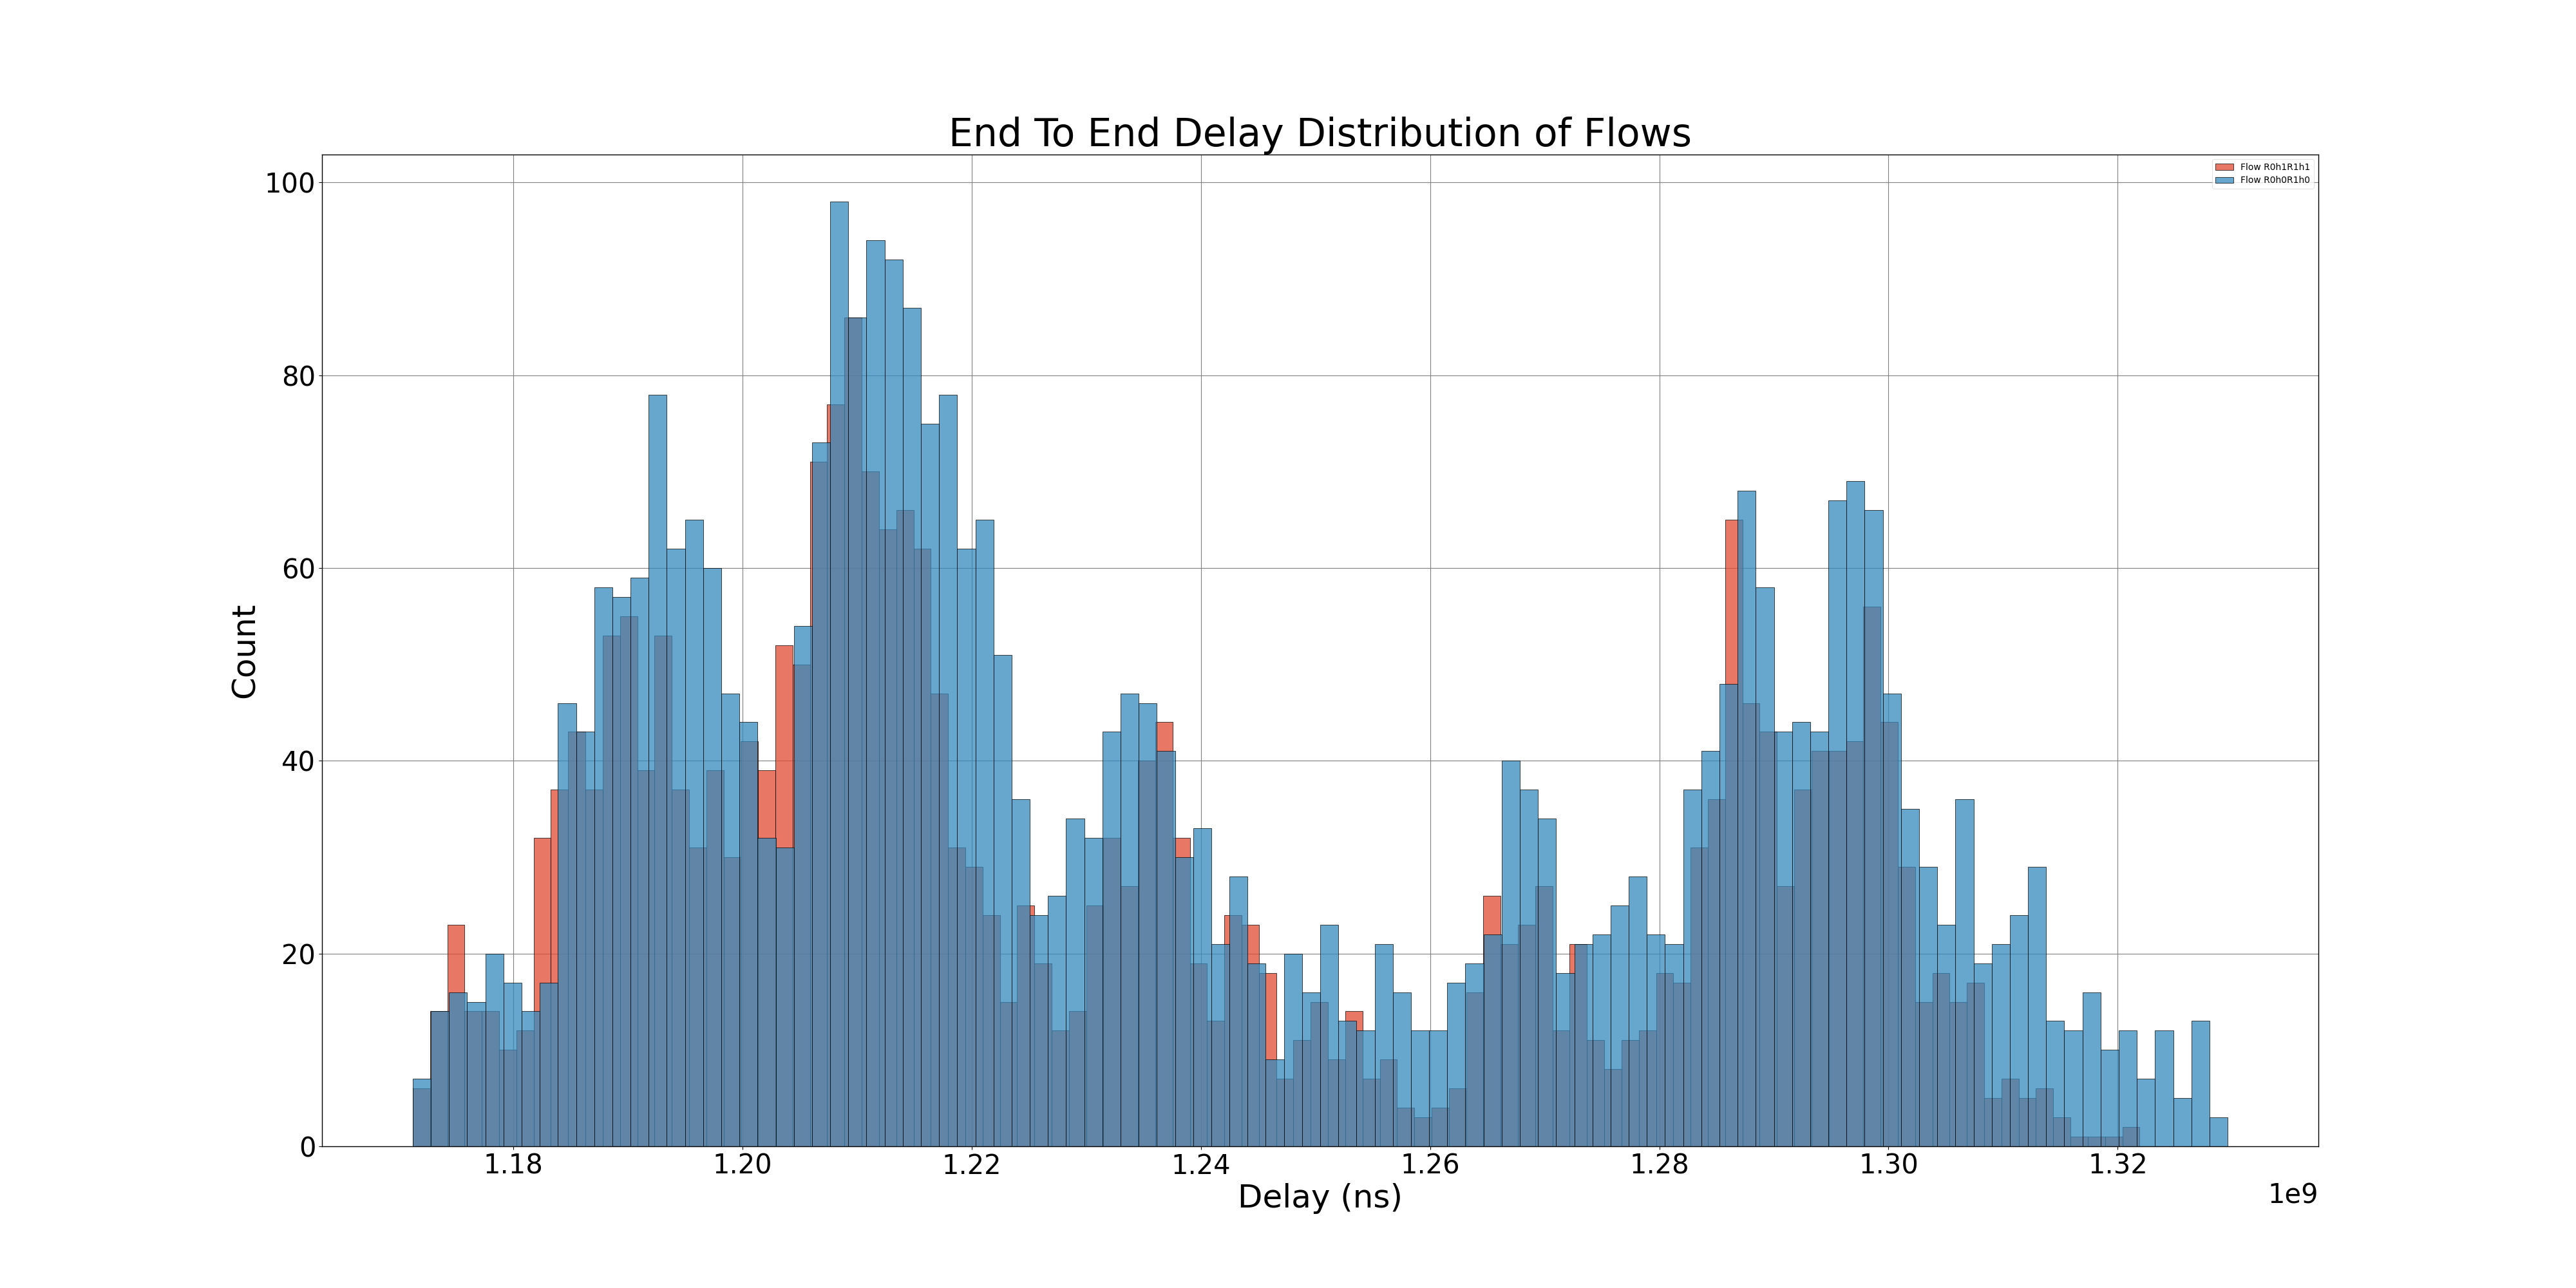 End To End Delay Distribution of Flows
Flow R0h1R1h1
Flow R0h0R1h0
100
80
60
40
20
0
Count
1.18 1.20 1.22 1.24 1.26 1.28 1.30 1.32
Delay (ns)
1e9